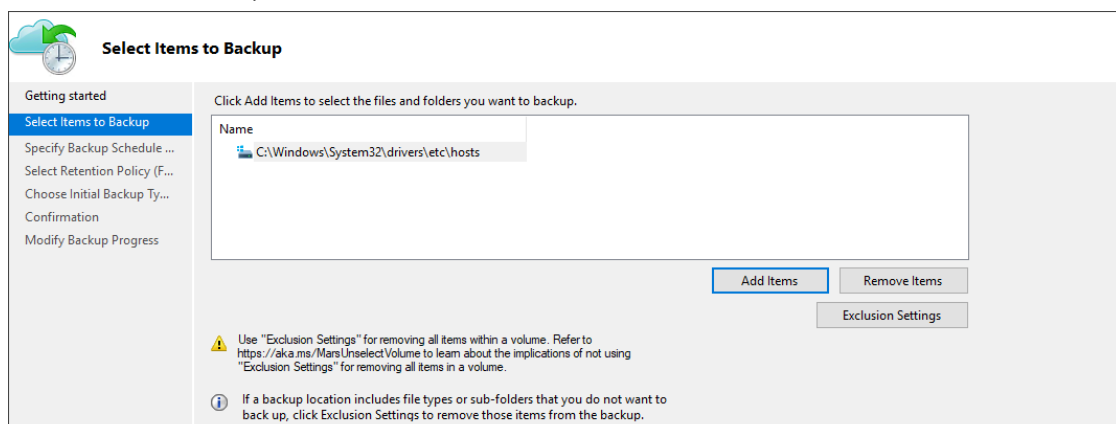 Select Items to Backup
Getting started
Select Items to Backup
Specify Backup Schedule ...
Select Retention Policy (F...
Choose Initial Backup Ty...
Confirmation
Modify Backup Progress
Click Add Items to select the files and folders you want to backup.
Name
C:\Windows\System32\drivers\etc\hosts
Add Items
Remove Items
Exclusion Settings
Use "Exclusion Settings" for removing all items within a volume. Refer to
https://aka.ms/MarsUnselectVolume to learn about the implications of not using
"Exclusion Settings" for removing all items in a volume.
If a backup location includes file types or sub-folders that you do not want to
back up, click Exclusion Settings to remove those items from the backup.